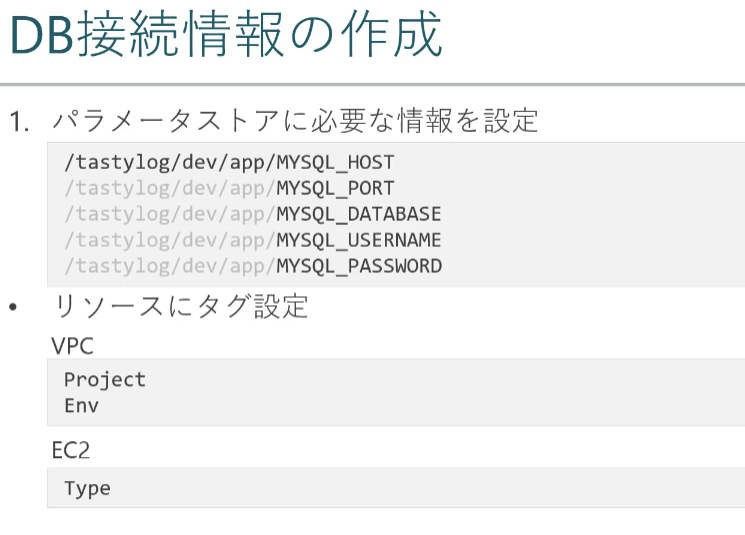 DB接続情報の作成
1. パラメータストアに必要な情報を設定
/tastylog/dev/app/MYSQL_HOST
/tastylog/dev/app/MYSQL_PORT
/tastylog/dev/app/MYSQL_DATABASE
/tastylog/dev/app/MYSQL_USERNAME
/tastylog/dev/app/MYSQL_PASSWORD
• リソースにタグ設定
VPC
Project
Env
EC2
Type